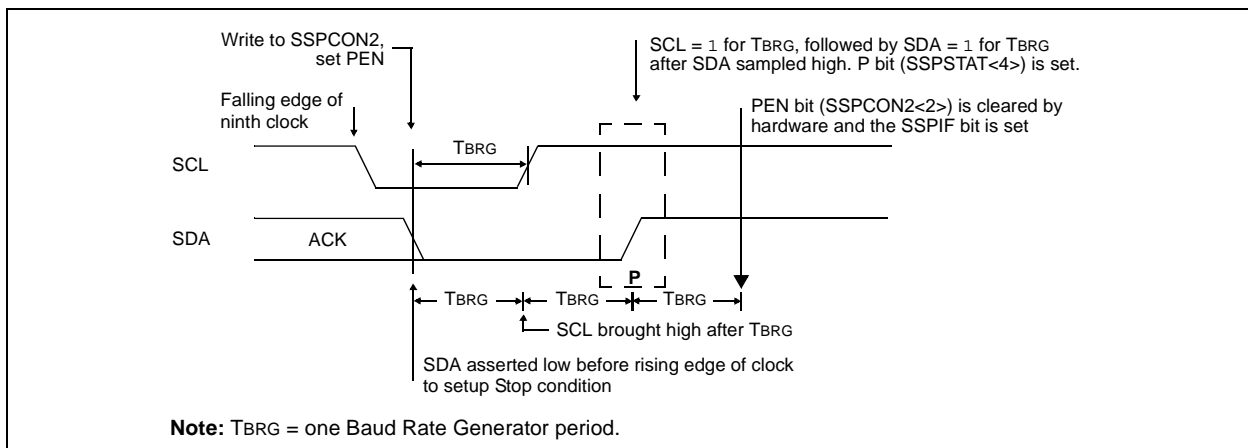 Write to SSPCON2,
set PEN
SCL = 1 for TBRG, followed by SDA = 1 for TBRG
after SDA sampled high. P bit (SSPSTAT<4>) is set.
Falling edge of
ninth clock
PEN bit (SSPCON2<2>) is cleared by
hardware and the SSPIF bit is set
TBRG
SCL
SDA
ACK
P
TBRG
TBRG
TBRG
SCL brought high after TBRG
SDA asserted low before rising edge of clock
to setup Stop condition
Note: TBRG = one Baud Rate Generator period.